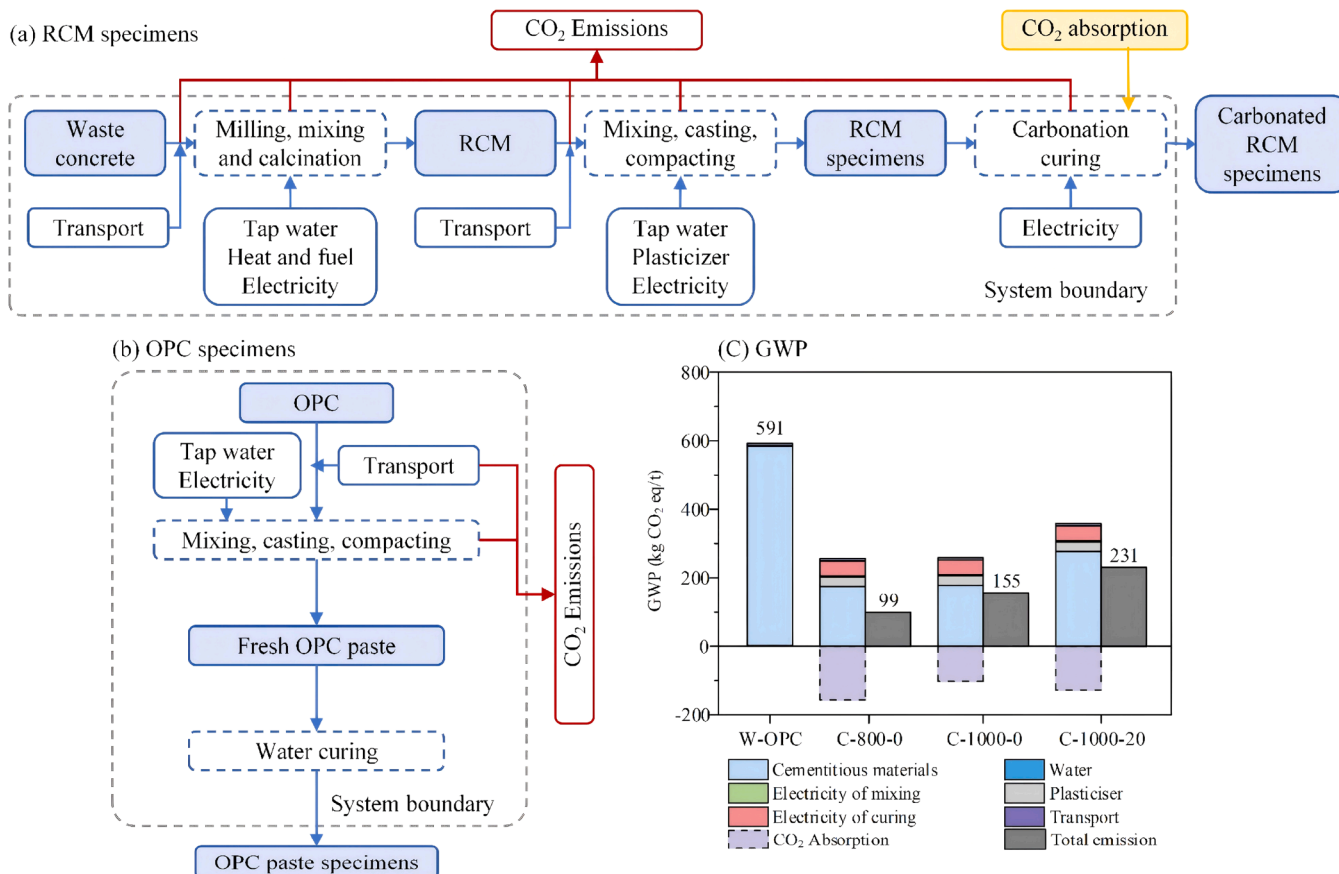 (a) RCM specimens
CO₂ Emissions
CO₂ absorption
Waste
concrete
Milling, mixing
and calcination
RCM
Mixing, casting,
compacting
RCM
specimens
Carbonation
curing
Carbonated
RCM
specimens
Transport
Tap water
Heat and fuel
Electricity
Transport
Tap water
Plasticizer
Electricity
Electricity
System boundary
(b) OPC specimens
OPC
Tap water
Electricity
Transport
Mixing, casting, compacting
CO₂ Emissions
Fresh OPC paste
Water curing
System boundary
OPC paste specimens
(C) GWP
GWP (kg CO₂ eq/t)
800
600
400
200
0
-200
591
99
155
231
W-OPC
C-800-0
C-1000-0
C-1000-20
Cementitious materials
Water
Electricity of mixing
Plasticiser
Electricity of curing
Transport
CO₂ Absorption
Total emission